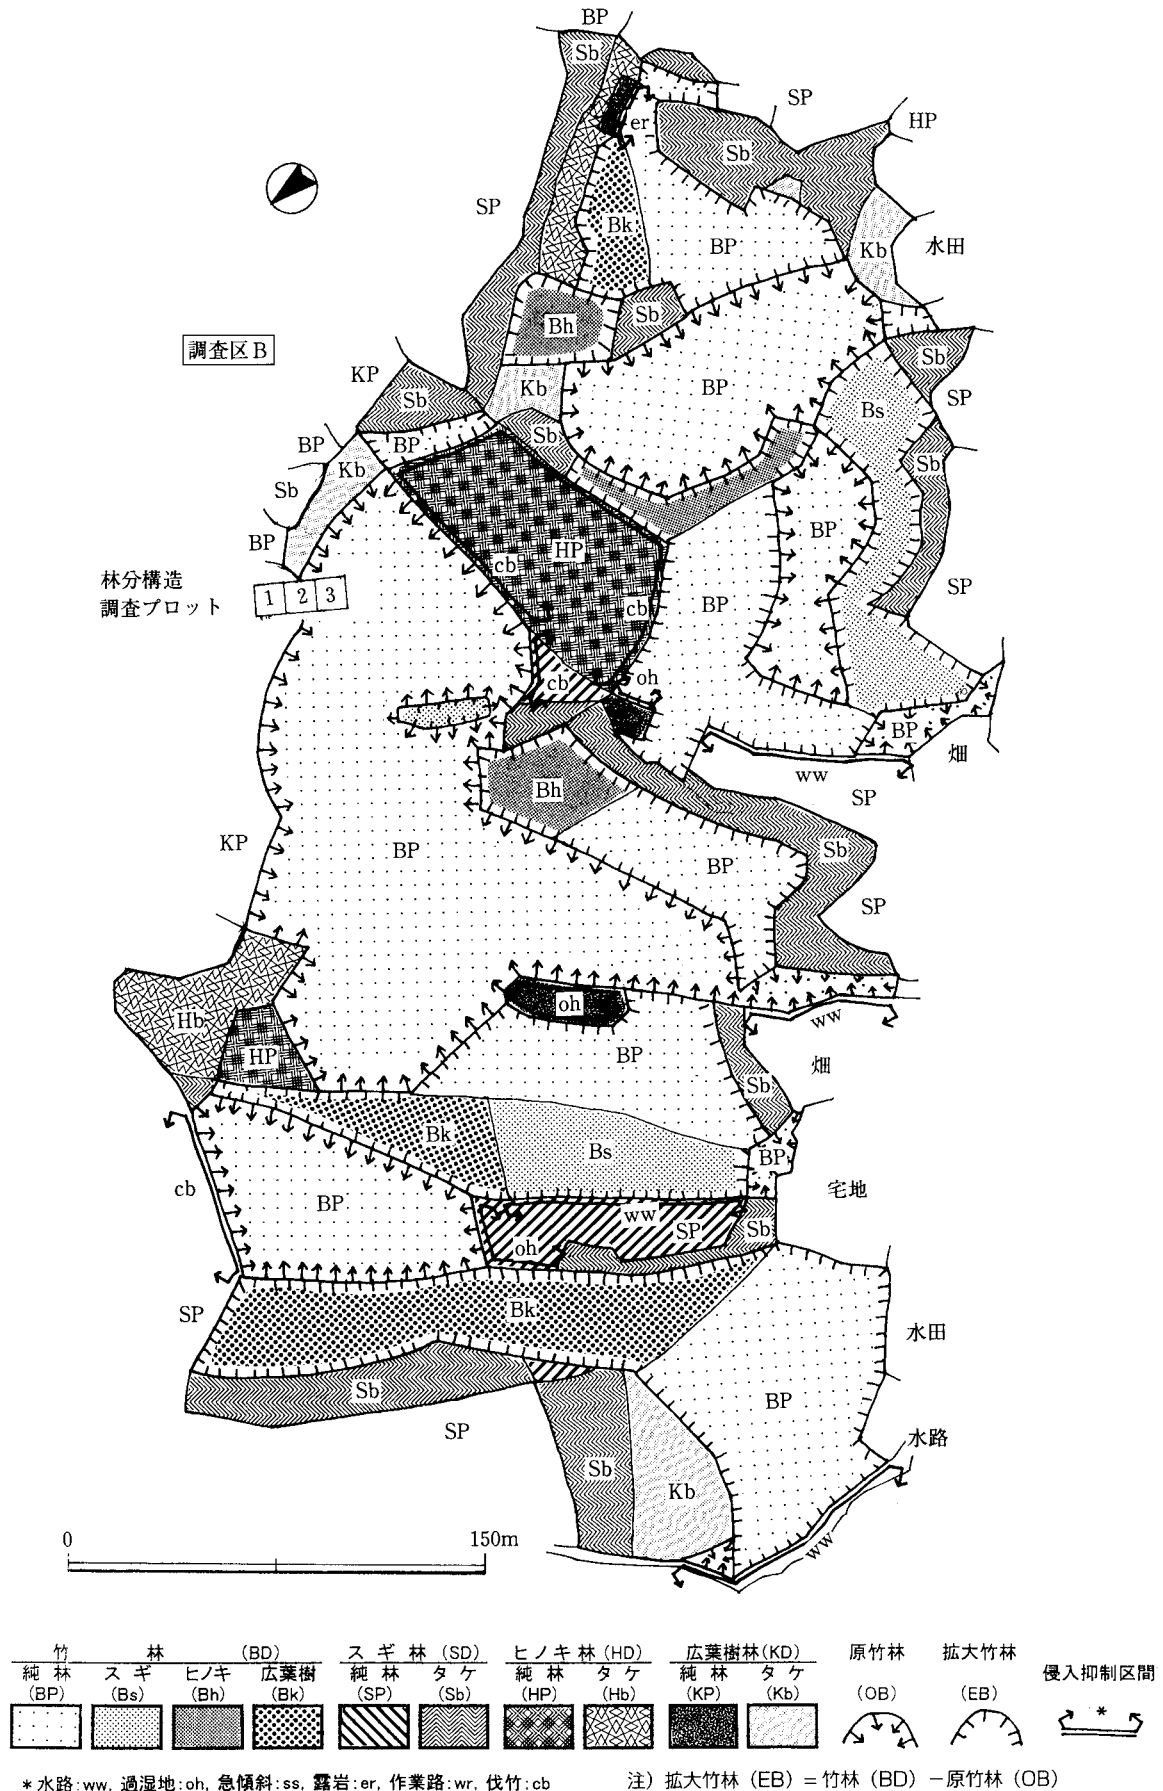 BP
Sb
SP
HP
er
Sb
SP
Bk
BP
Kb
水田
Bh
Sb
調査区B
KP
Sb
Kb
BP
Bs
Sb
SP
BP
BP
Sb
Kb
Sb
Sb
BP
HP
cb
BP
BP
SP
林分構造
調査プロット
1 2 3
cb
cb
oh
BP
畑
ww
Bh
SP
KP
BP
BP
Sb
SP
Hb
oh
ww
HP
BP
畑
Sb
Bk
Bs
BP
cb
BP
宅地
ww
SP
Sb
oh
SP
Bk
水田
Sb
BP
SP
水路
Sb
Kb
ww
0 150m
竹林 (BD) スギ林 (SD) ヒノキ林 (HD) 広葉樹林 (KD) 原竹林 拡大竹林
純林 スギ ヒノキ 広葉樹 純林 タケ 純林 タケ 純林 タケ 侵入抑制区間
(BP) (Bs) (Bh) (Bk) (SP) (Sb) (HP) (Hb) (KP) (Kb) (OB) (EB)
*
*水路:ww, 過湿地:oh, 急傾斜:ss, 露岩:er, 作業路:wr, 伐竹:cb
注) 拡大竹林 (EB) = 竹林 (BD) − 原竹林 (OB)